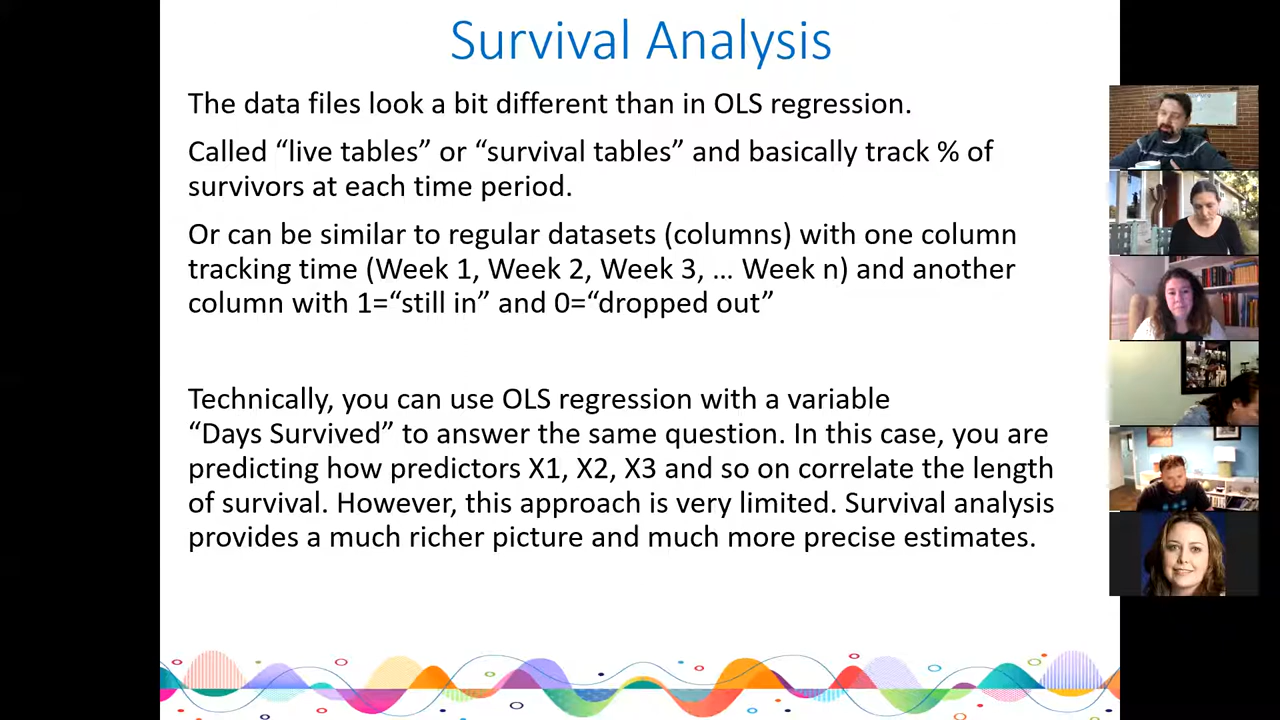 Survival Analysis
The data files look a bit different than in OLS regression.
Called “live tables” or “survival tables” and basically track % of
survivors at each time period.
Or can be similar to regular datasets (columns) with one column
tracking time (Week 1, Week 2, Week 3, … Week n) and another
column with 1=“still in” and 0=“dropped out”
Technically, you can use OLS regression with a variable
“Days Survived” to answer the same question. In this case, you are
predicting how predictors X1, X2, X3 and so on correlate the length
of survival. However, this approach is very limited. Survival analysis
provides a much richer picture and much more precise estimates.